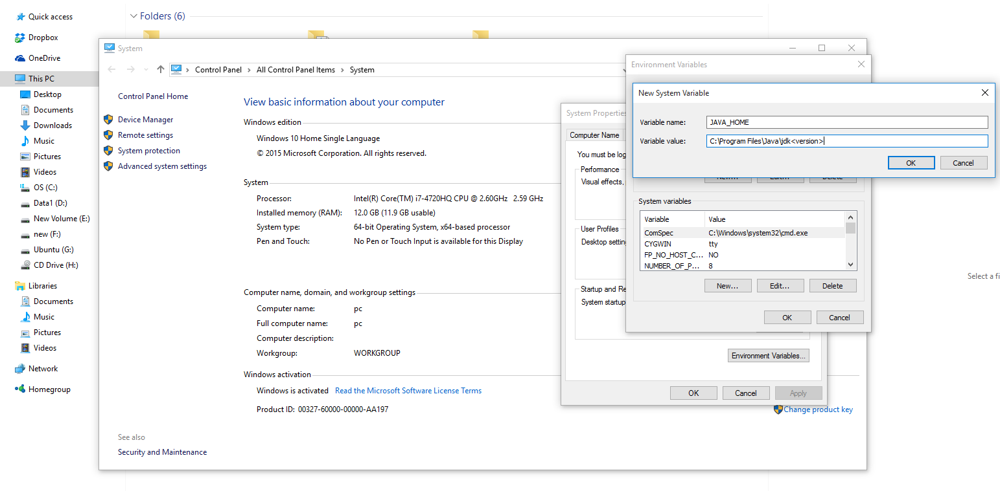 Quick access
Dropbox
OneDrive
This PC
Desktop
Documents
Downloads
Music
Pictures
Videos
OS (C:)
Data1 (D:)
New Volume (E:)
new (F:)
Ubuntu (G:)
CD Drive (H:)
Libraries
Documents
Music
Pictures
Videos
Network
Homegroup
Folders (6)
System
Control Panel > All Control Panel Items > System
Control Panel Home
Device Manager
Remote settings
System protection
Advanced system settings
See also
Security and Maintenance
View basic information about your computer
Windows edition
Windows 10 Home Single Language
© 2015 Microsoft Corporation. All rights reserved.
System
Processor: Intel(R) Core(TM) i7-4720HQ CPU @ 2.60GHz 2.59 GHz
Installed memory (RAM): 12.0 GB (11.9 GB usable)
System type: 64-bit Operating System, x64-based processor
Pen and Touch: No Pen or Touch Input is available for this Display
Computer name, domain, and workgroup settings
Computer name: pc
Full computer name: pc
Computer description:
Workgroup: WORKGROUP
Windows activation
Windows is activated Read the Microsoft Software License Terms
Product ID: 00327-60000-00000-AA197
Change product key
System Properties
Computer Name
You must be log
Performance
Visual effects,
User Profiles
Desktop settin
Startup and Re
System startup
Environment Variables...
OK Cancel Apply
Environment Variables
New System Variable
Variable name: JAVA_HOME
Variable value: C:\Program Files\Java\jdk<version>
OK Cancel
New... Edit... Delete
System variables
Variable Value
ComSpec C:\Windows\system32\cmd.exe
CYGWIN tty
FP_NO_HOST_C... NO
NUMBER_OF_P... 8
New... Edit... Delete
OK Cancel
Select a fi